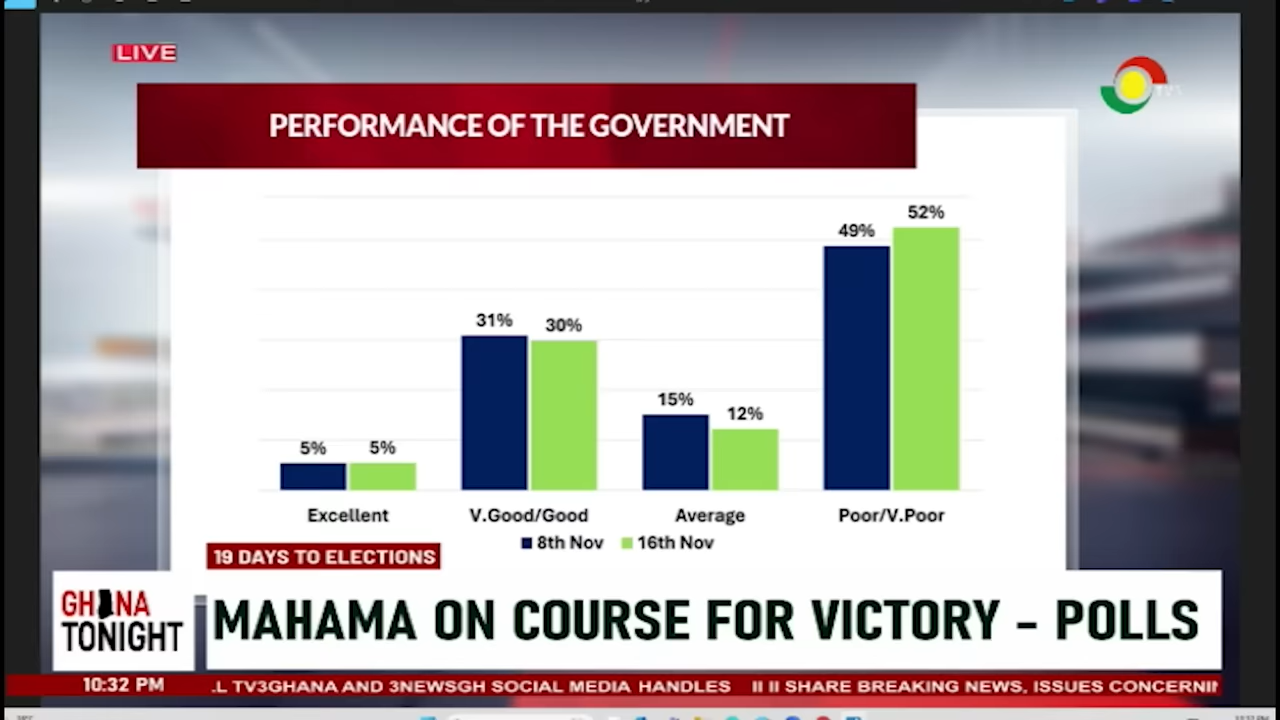 LIVE
PERFORMANCE OF THE GOVERNMENT
52%
49%
31%
30%
15%
12%
5%
5%
Excellent
V.Good/Good
Average
Poor/V.Poor
8th Nov
16th Nov
19 DAYS TO ELECTIONS
GHANA
TONIGHT
MAHAMA ON COURSE FOR VICTORY - POLLS
10:32 PM
.L TV3GHANA AND 3NEWSGH SOCIAL MEDIA HANDLES
SHARE BREAKING NEWS, ISSUES CONCERNIN